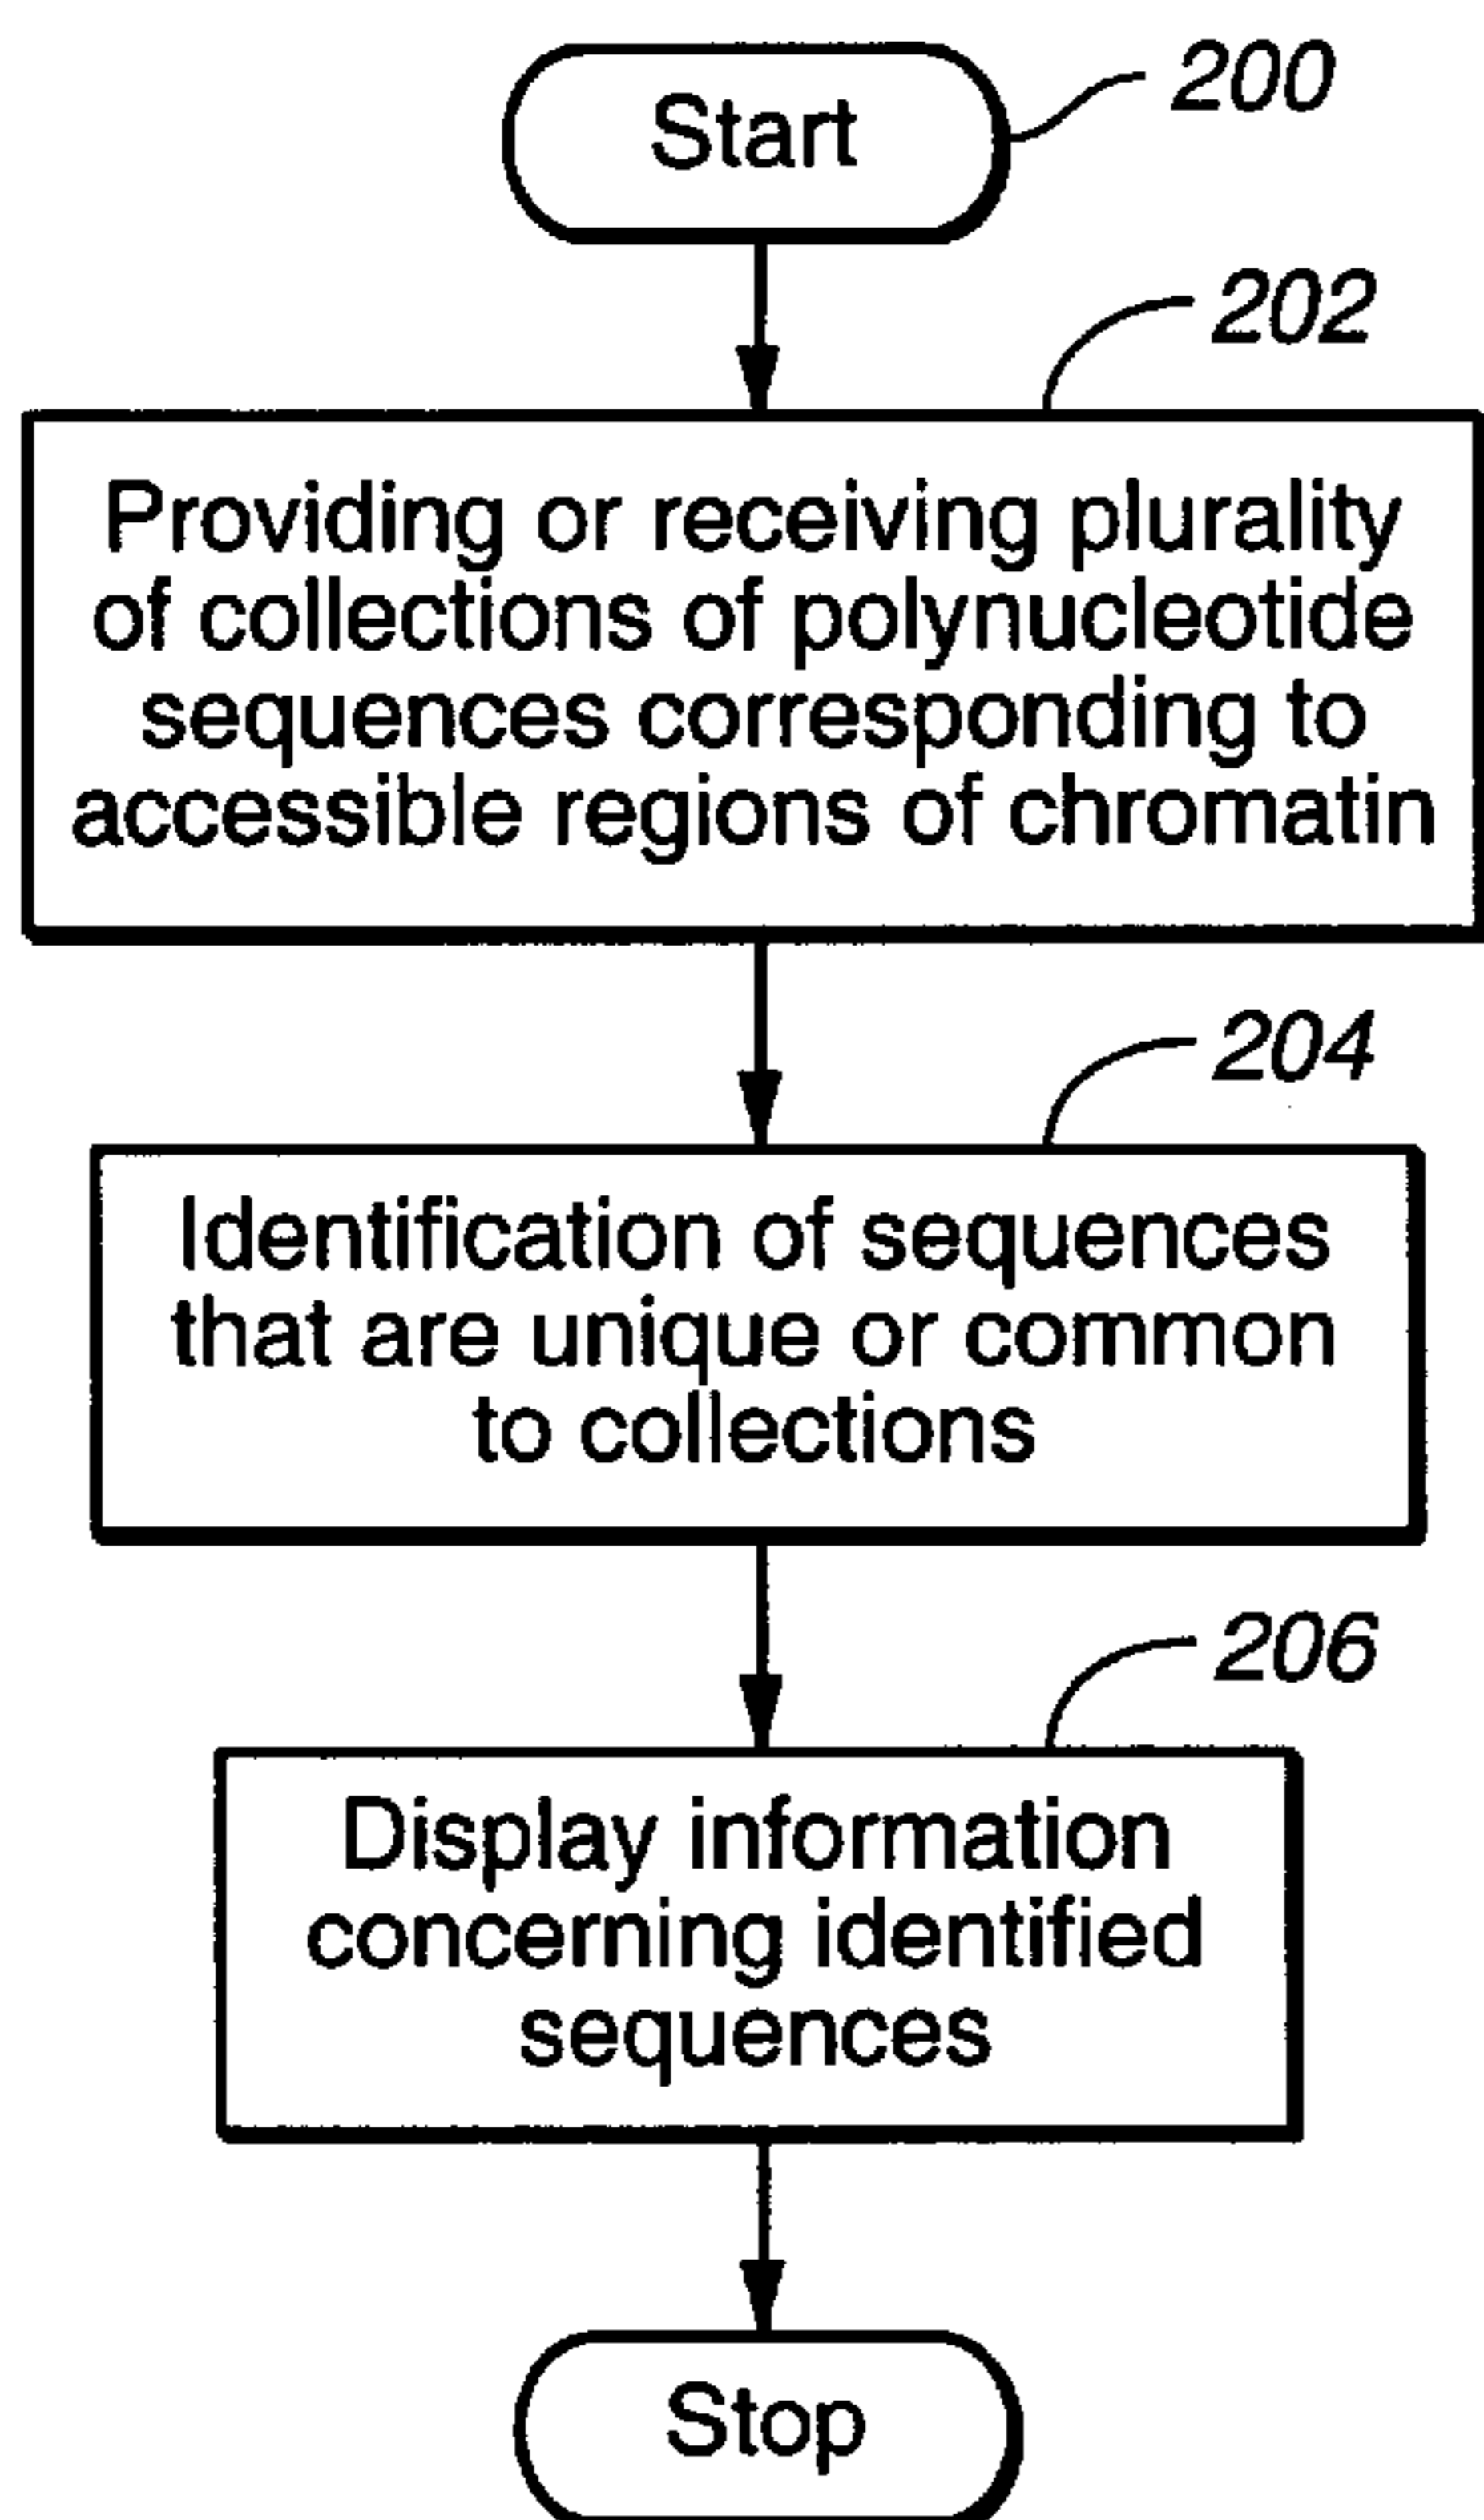 Start
200
202
Providing or receiving plurality
of collections of polynucleotide
sequences corresponding to
accessible regions of chromatin
204
Identification of sequences
that are unique or common
to collections
206
Display information
concerning identified
sequences
Stop